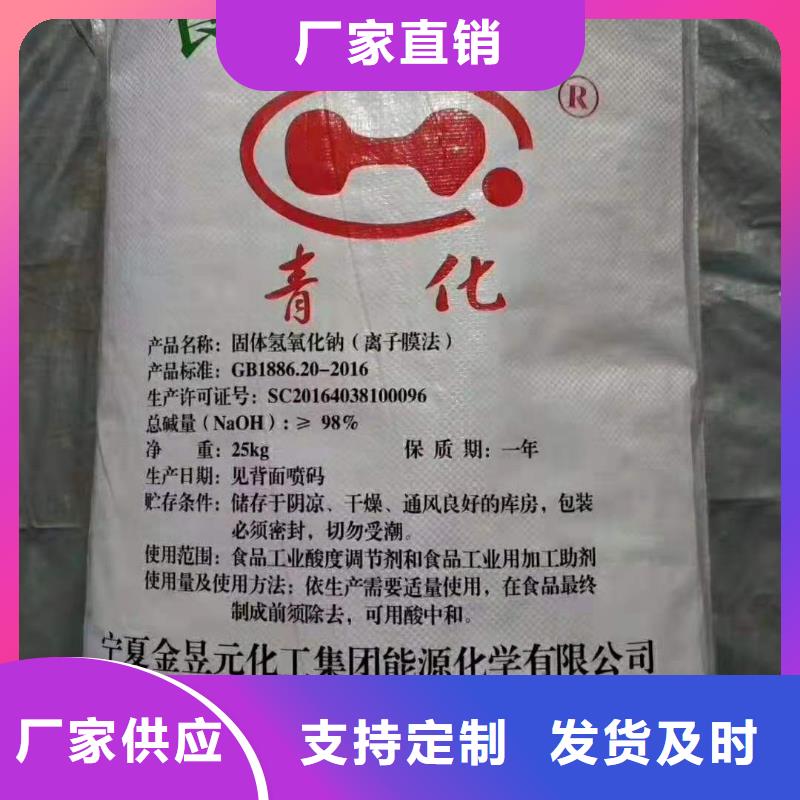 厂家直销
®
青 化
产品名称: 固体氢氧化钠(离子膜法)
产品标准: GB1886.20-2016
生产许可证号: SC20164038100096
总碱量(NaOH): ≥ 98%
净 重: 25kg 保 质 期: 一年
生产日期: 见背面喷码
贮存条件: 储存于阴凉、干燥、通风良好的库房, 包装
必须密封, 切勿受潮。
使用范围: 食品工业酸度调节剂和食品工业用加工助剂
使用量及使用方法: 依生产需要适量使用, 在食品最终
制成前须除去, 可用酸中和。
宁夏金昱元化工集团能源化学有限公司
厂家供应
支持定制 发货及时